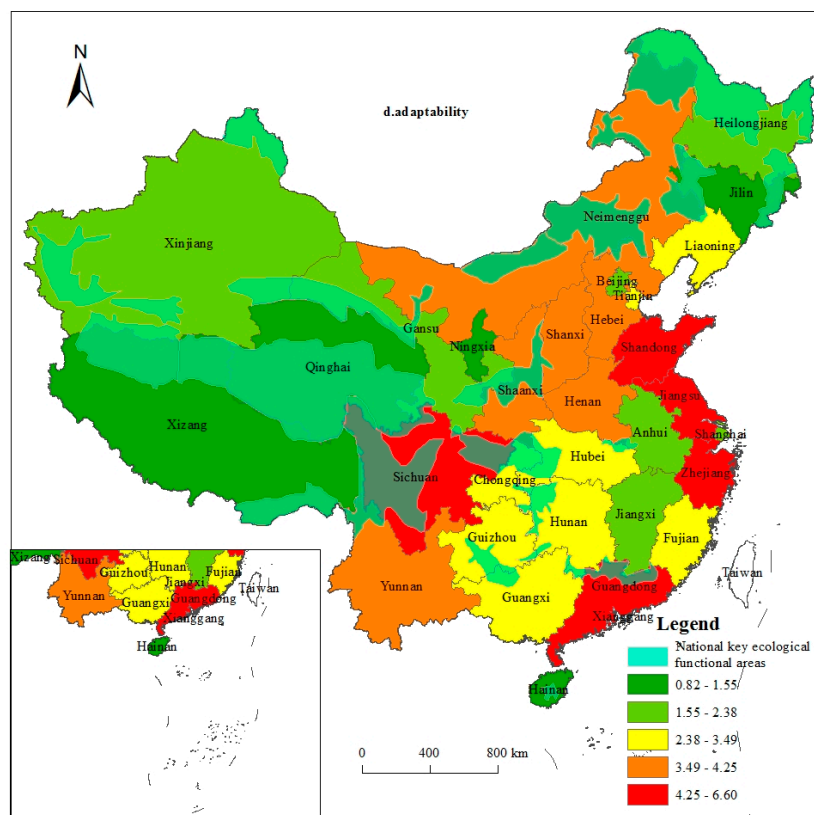 N
d.adaptability
Heilongjiang
Jilin
Xinjiang
Neimenggu
Liaoning
Beijing
Tianjin
Gansu
Hebei
Ningxia
Shanxi
Shandong
Qinghai
Shaanxi
Xizang
Henan
Jiangsu
Anhui
Shanghai
Hubei
Sichuan
Chongqing
Zhejiang
Jiangxi
Hunan
Guizhou
Fujian
Taiwan
Yunnan
Guangxi
Guangdong
Xianggang
Hainan
Xizang
Sichuan
Hunan
Guizhou
Fujian
Jiangxi
Taiwan
Yunnan
Guangxi
Guangdong
Xianggang
Hainan
Legend
National key ecological
functional areas
0.82 - 1.55
1.55 - 2.38
2.38 - 3.49
3.49 - 4.25
4.25 - 6.60
0 400 800 km